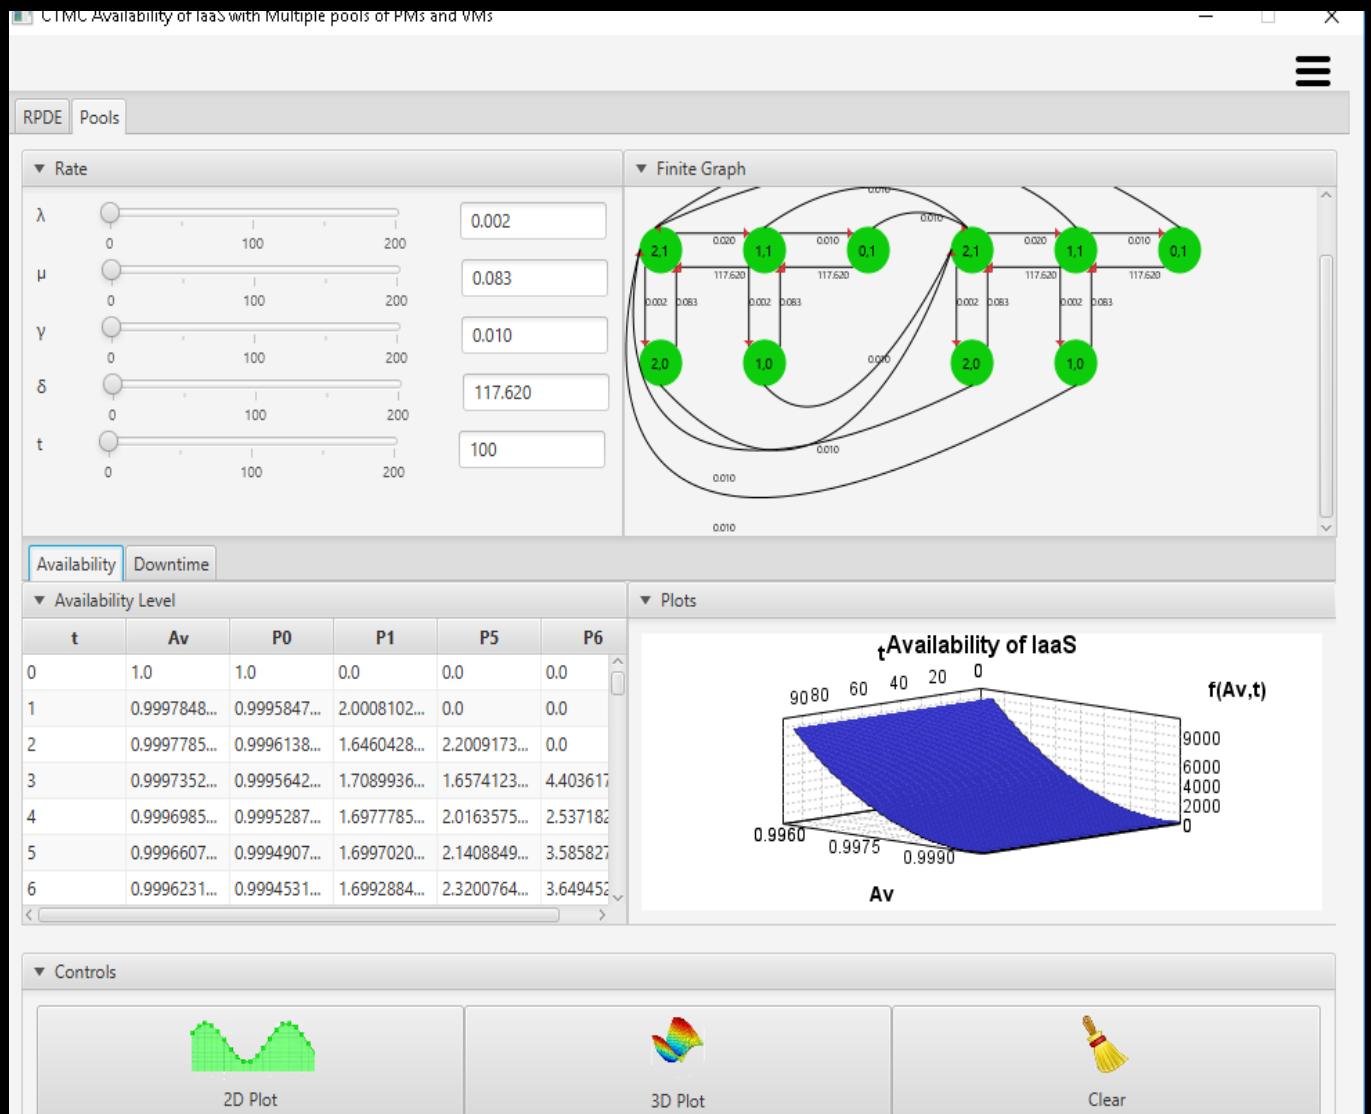 CTMC Availability of IaaS with Multiple pools of PMs and VMs
RPDE Pools
Rate
λ 0.002
0 100 200
μ 0.083
0 100 200
γ 0.010
0 100 200
δ 117.620
0 100 200
t 100
0 100 200
Finite Graph
0.010
0.010
2,1 0.020 1,1 0.010 0,1 2,1 0.020 1,1 0.010 0,1
117.620 117.620 117.620 117.620
0.002 0.083 0.002 0.083 0.002 0.083 0.002 0.083
2,0 1,0 0.010 2,0 1,0
0.010
0.010
0.010
Availability Downtime
Availability Level
t Av P0 P1 P5 P6
0 1.0 1.0 0.0 0.0 0.0
1 0.9997848... 0.9995847... 2.0008102... 0.0 0.0
2 0.9997785... 0.9996138... 1.6460428... 2.2009173... 0.0
3 0.9997352... 0.9995642... 1.7089936... 1.6574123... 4.403617
4 0.9996985... 0.9995287... 1.6977785... 2.0163575... 2.537182
5 0.9996607... 0.9994907... 1.6997020... 2.1408849... 3.585827
6 0.9996231... 0.9994531... 1.6992884... 2.3200764... 3.649452
Plots
Availability of IaaS
t
90 80 60 40 20 0
f(Av,t)
9000
6000
4000
2000
0
0.9960 0.9975 0.9990
Av
Controls
2D Plot 3D Plot Clear